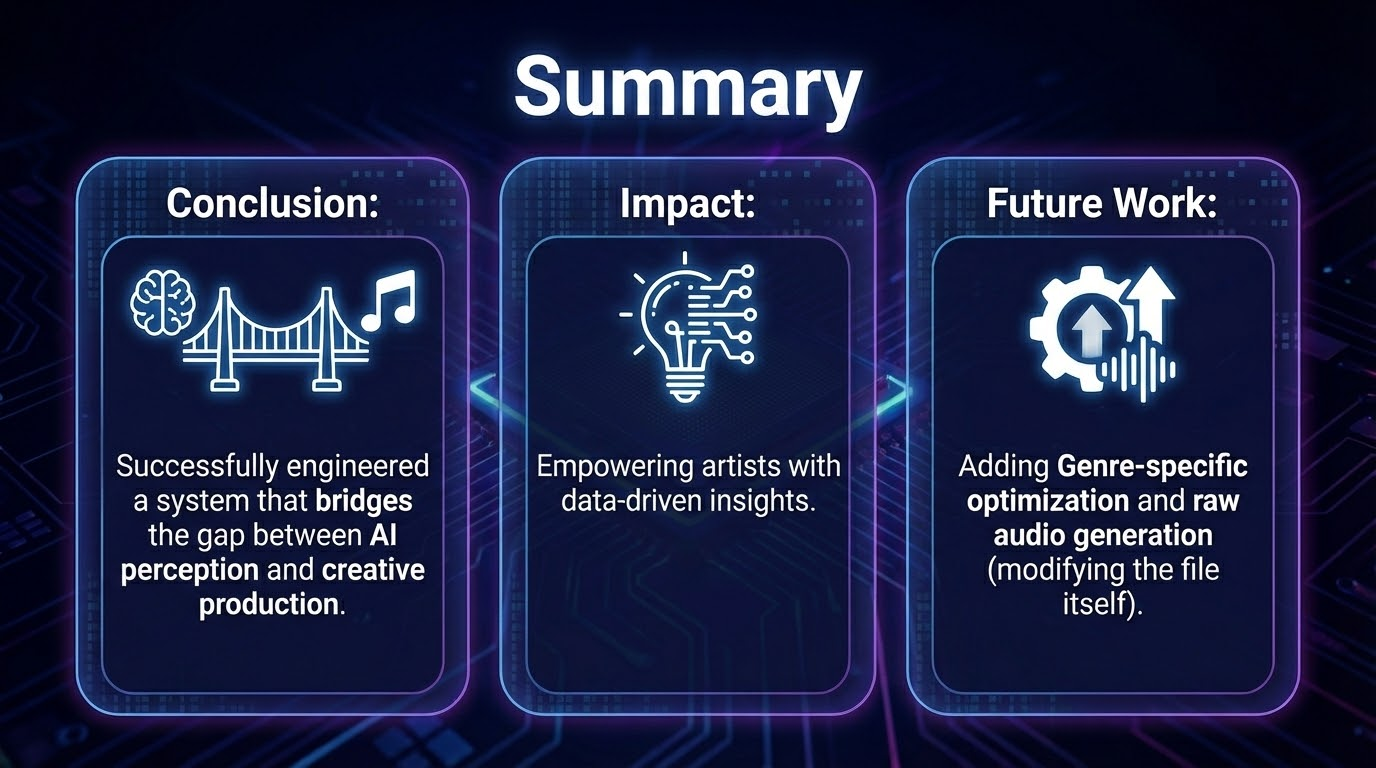 Summary
Conclusion:
Successfully engineered
a system that bridges
the gap between AI
perception and creative
production.
Impact:
Empowering artists with
data-driven insights.
Future Work:
Adding Genre-specific
optimization and raw
audio generation
(modifying the file
itself).